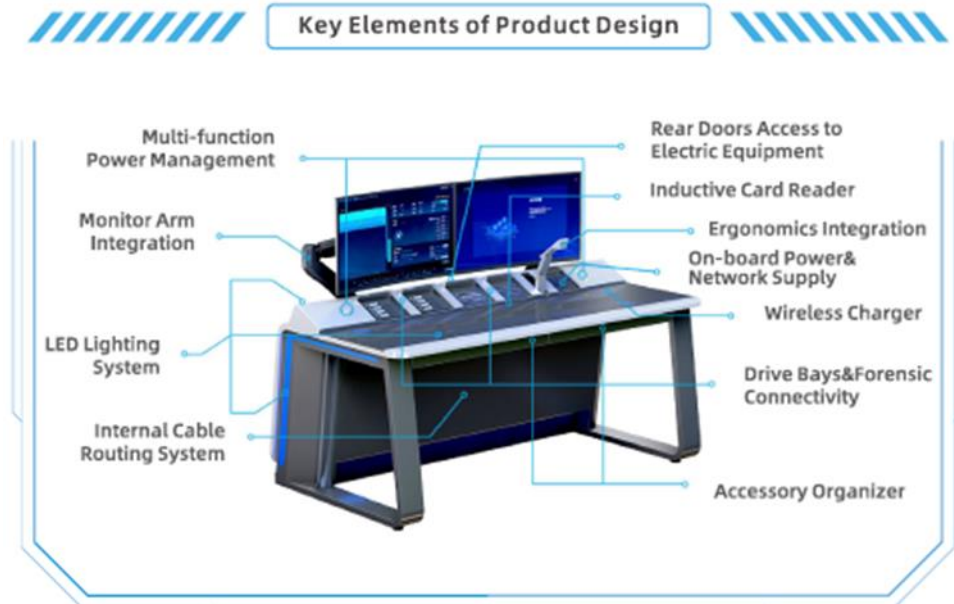 Key Elements of Product Design
Multi-function
Power Management
Monitor Arm
Integration
LED Lighting
System
Internal Cable
Routing System
Rear Doors Access to
Electric Equipment
Inductive Card Reader
Ergonomics Integration
On-board Power&
Network Supply
Wireless Charger
Drive Bays&Forensic
Connectivity
Accessory Organizer